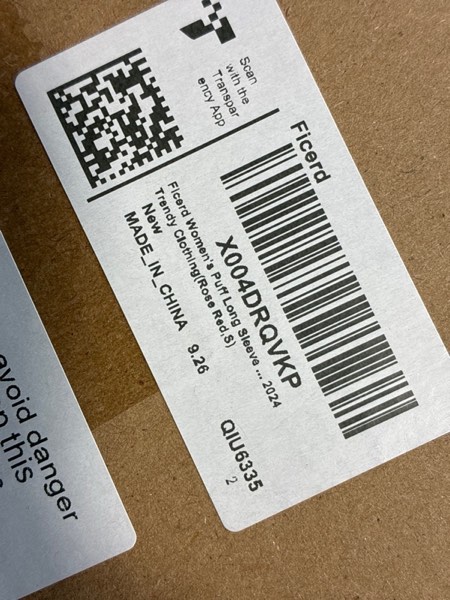 Scan
with the
Transpar
ency App
Ficerd
X004DRQVKP
Ficerd Women's Puff Long Sleeve ... 2024
Trendy Clothing(Rose Red,S)
New
MADE_IN_CHINA 9.26
QIU6335
2
avoid danger
this